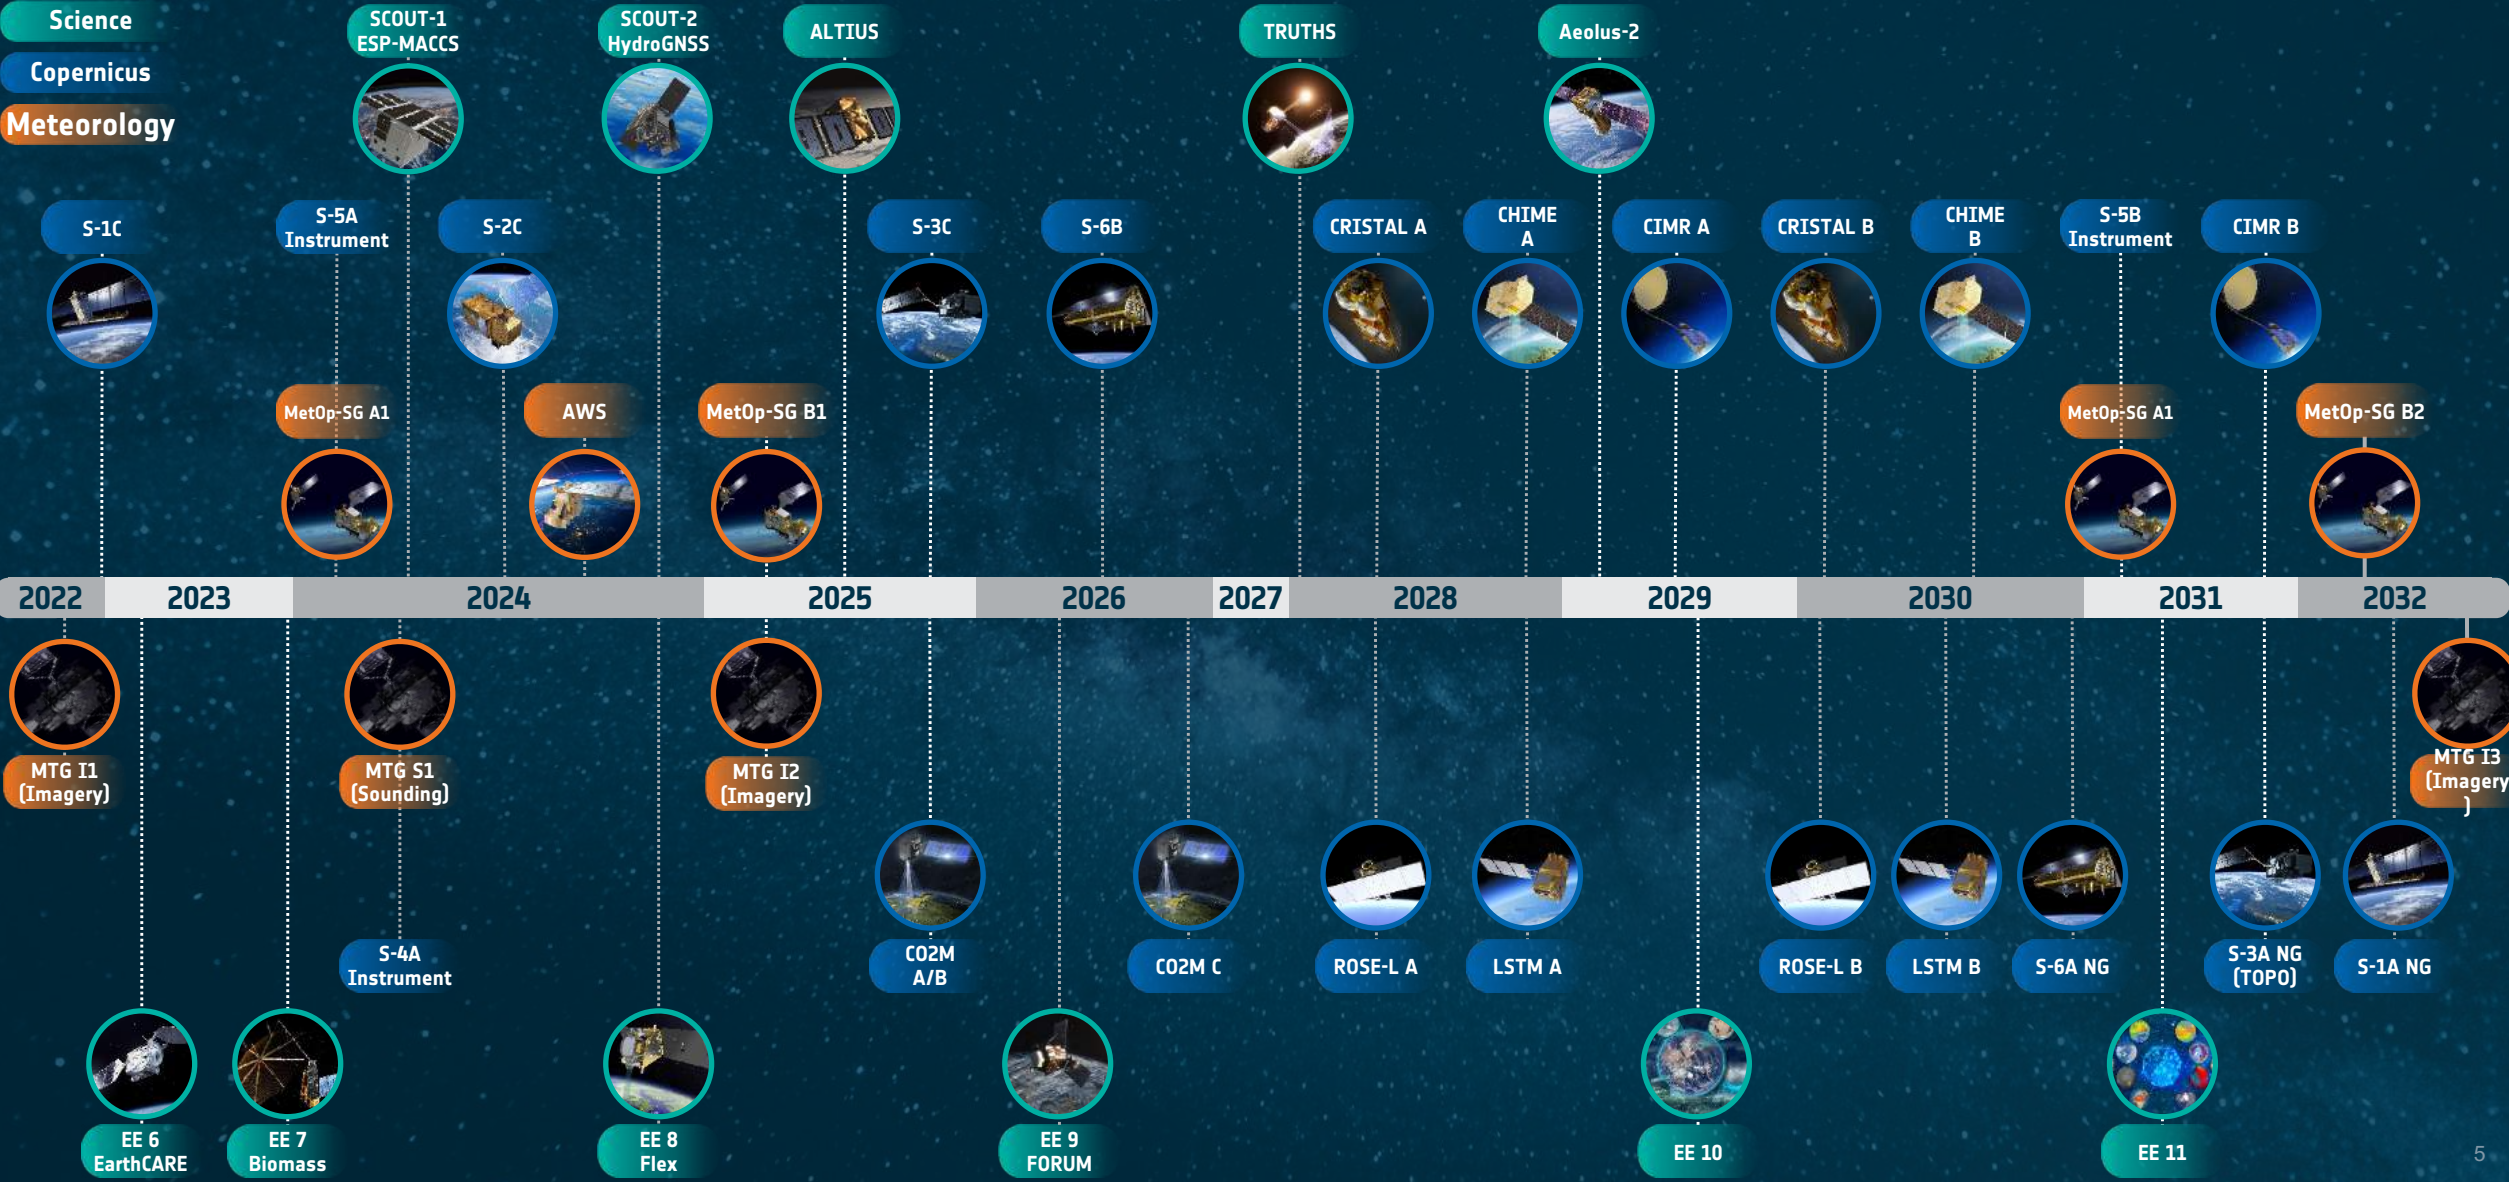 Science
Copernicus
Meteorology
SCOUT-1
ESP-MACCS
SCOUT-2
HydroGNSS
ALTIUS
TRUTHS
Aeolus-2
S-1C
S-5A
Instrument
S-2C
S-3C
S-6B
CRISTAL A
CHIME
A
CIMR A
CRISTAL B
CHIME
B
S-5B
Instrument
CIMR B
MetOp-SG A1
AWS
MetOp-SG B1
MetOp-SG A1
MetOp-SG B2
2022
2023
2024
2025
2026
2027
2028
2029
2030
2031
2032
MTG I1
(Imagery)
MTG S1
(Sounding)
MTG I2
(Imagery)
MTG I3
(Imagery
)
S-4A
Instrument
CO2M
A/B
CO2M C
ROSE-L A
LSTM A
ROSE-L B
LSTM B
S-6A NG
S-3A NG
(TOPO)
S-1A NG
EE 6
EarthCARE
EE 7
Biomass
EE 8
Flex
EE 9
FORUM
EE 10
EE 11
5